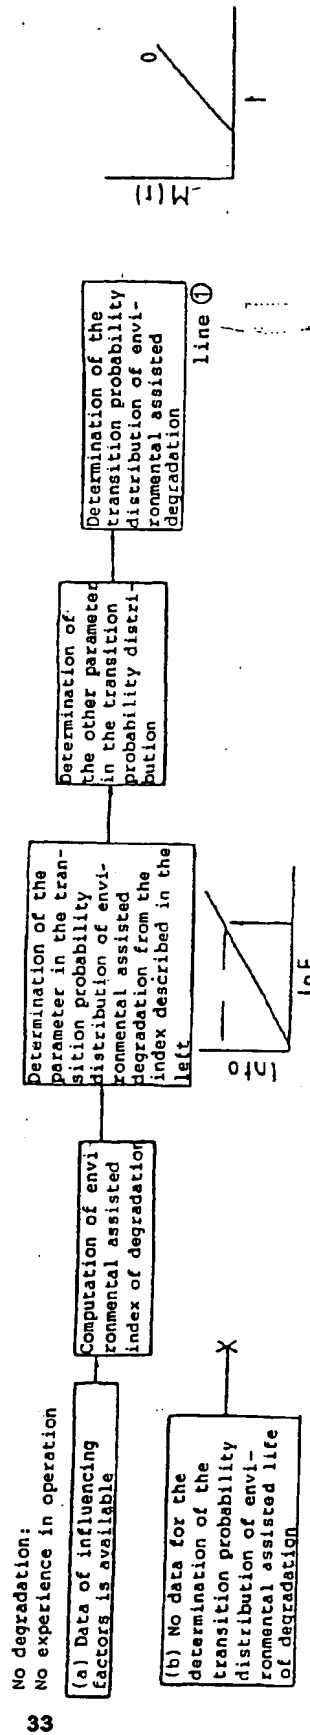 No degradation:
No experience in operation
(a) Data of influencing
factors is available
Computation of envi-
ronmental assisted
index of degradation
Determination of the
parameter in the tran-
sition probability
distribution of envi-
ronmental assisted
degradation from the
index described in the
left
Determination of
the other parameter
in the transition
probability distri-
bution
Determination of the
transition probability
distribution of envi-
ronmental assisted
degradation
line ①
(b) No data for the
determination of the
transition probability
distribution of envi-
ronmental assisted life
of degradation
lnto
lnF
M(t)
t
33